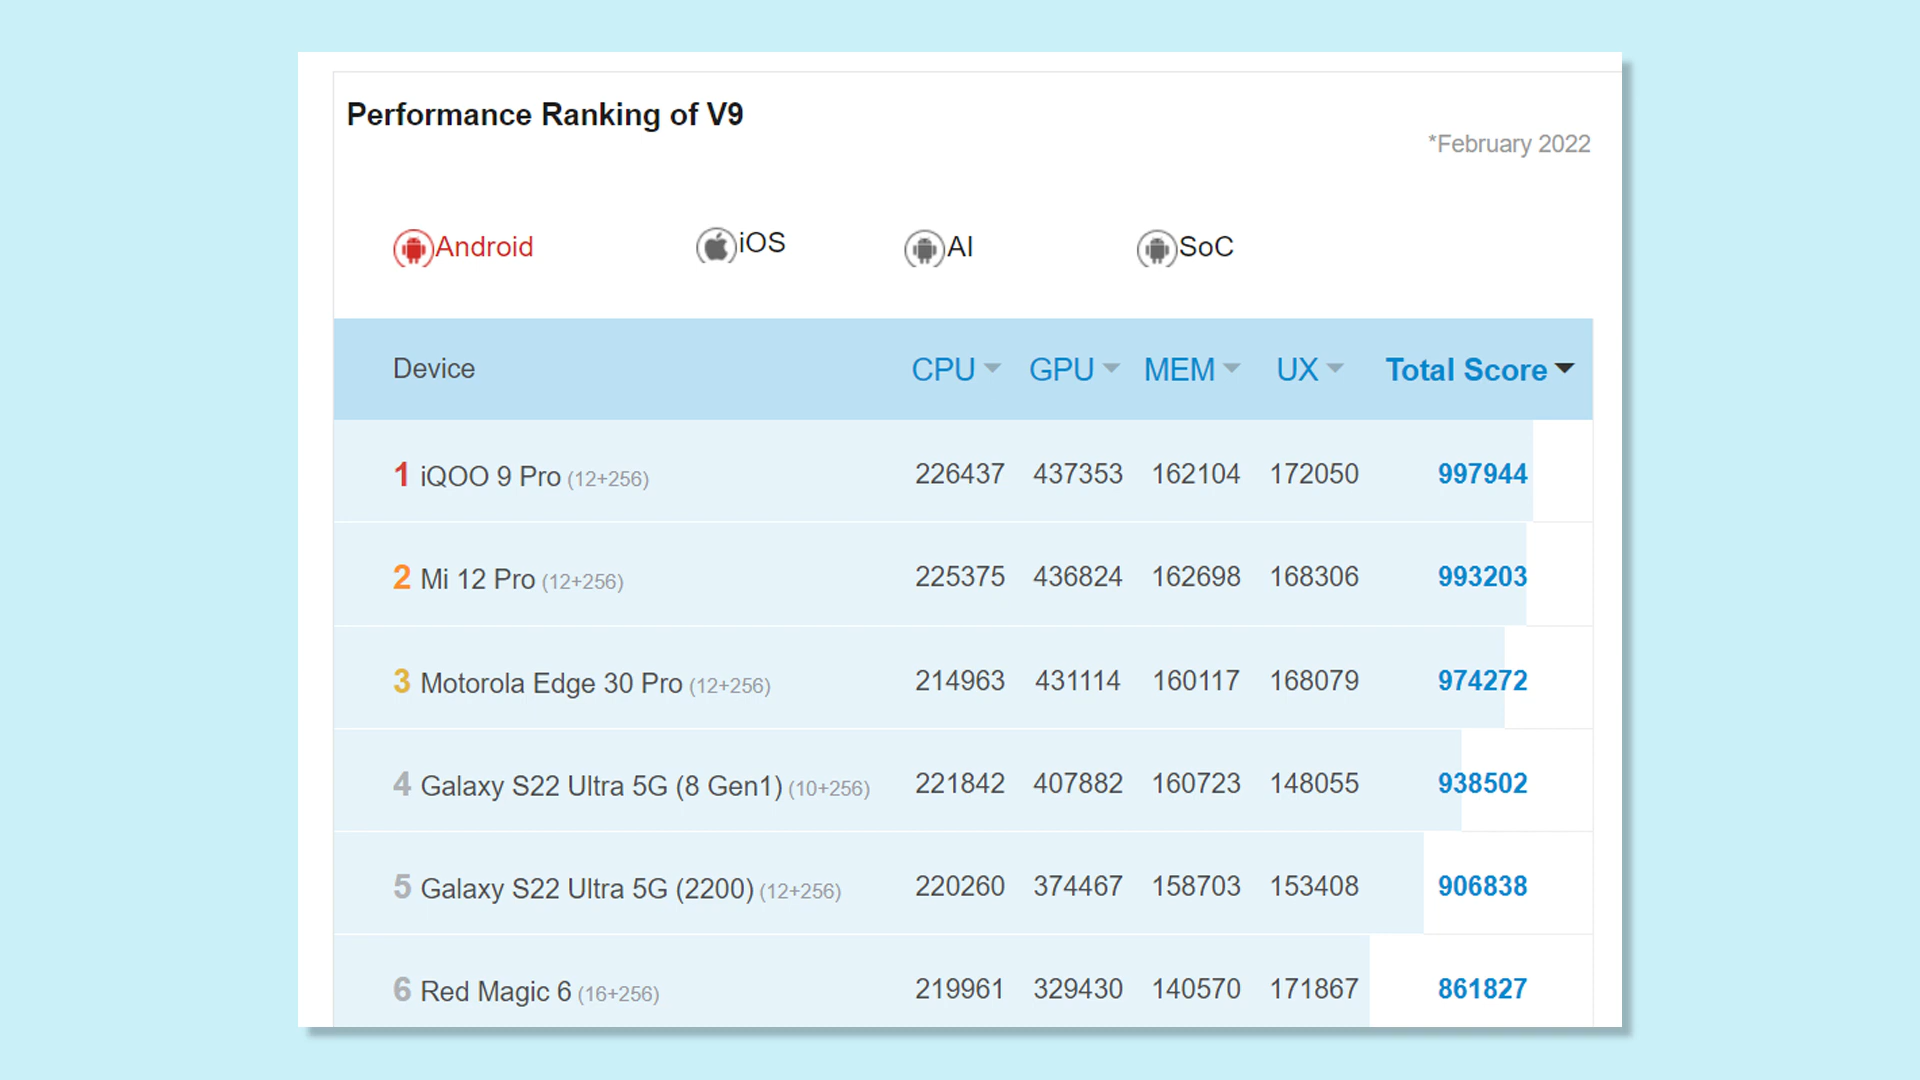 Performance Ranking of V9
*February 2022
Android iOS AI SoC
Device CPU GPU MEM UX Total Score
1 iQOO 9 Pro (12+256) 226437 437353 162104 172050 997944
2 Mi 12 Pro (12+256) 225375 436824 162698 168306 993203
3 Motorola Edge 30 Pro (12+256) 214963 431114 160117 168079 974272
4 Galaxy S22 Ultra 5G (8 Gen1) (10+256) 221842 407882 160723 148055 938502
5 Galaxy S22 Ultra 5G (2200) (12+256) 220260 374467 158703 153408 906838
6 Red Magic 6 (16+256) 219961 329430 140570 171867 861827